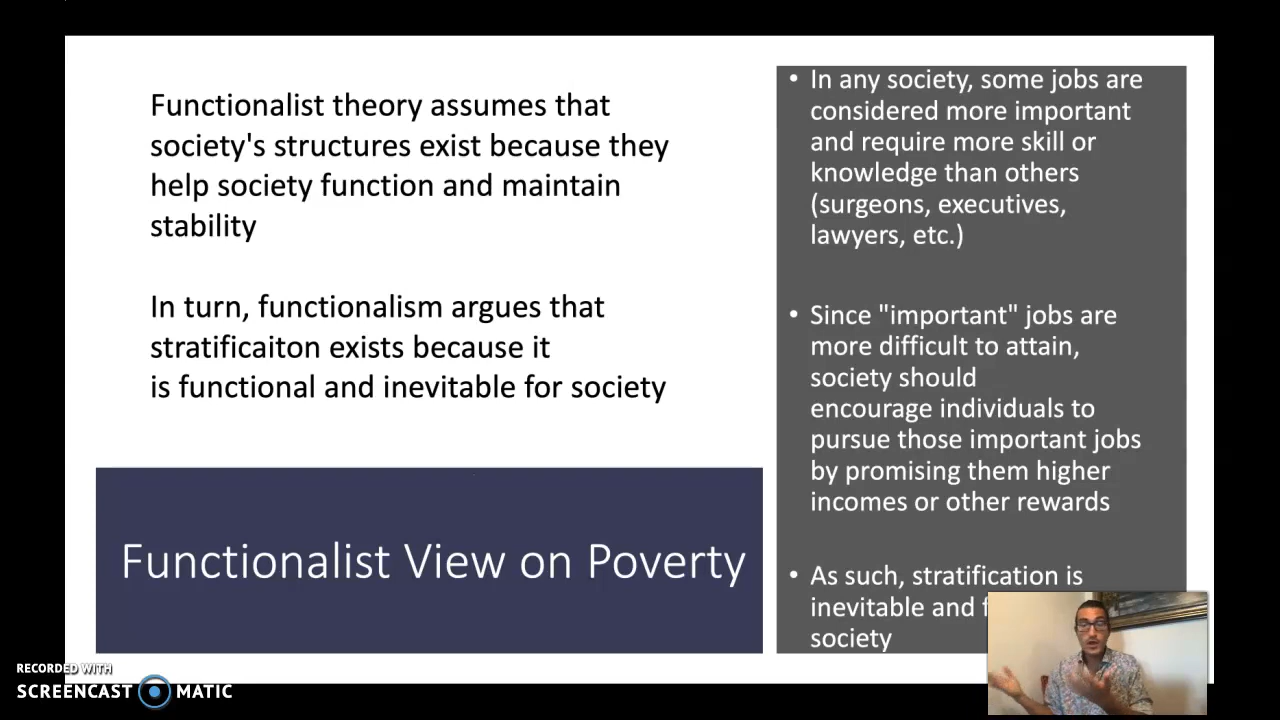 Functionalist theory assumes that
society's structures exist because they
help society function and maintain
stability
In turn, functionalism argues that
stratificaiton exists because it
is functional and inevitable for society
Functionalist View on Poverty
• In any society, some jobs are
considered more important
and require more skill or
knowledge than others
(surgeons, executives,
lawyers, etc.)
• Since "important" jobs are
more difficult to attain,
society should
encourage individuals to
pursue those important jobs
by promising them higher
incomes or other rewards
• As such, stratification is
inevitable and
society
RECORDED WITH
SCREENCAST MATIC